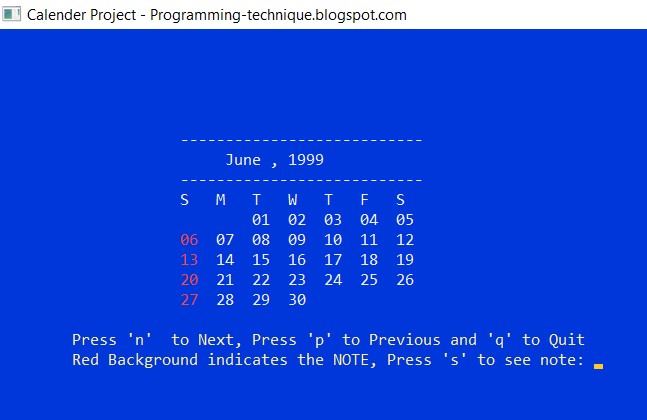 Calender Project - Programming-technique.blogspot.com
---------------------------
June , 1999
---------------------------
S M T W T F S
01 02 03 04 05
06 07 08 09 10 11 12
13 14 15 16 17 18 19
20 21 22 23 24 25 26
27 28 29 30
Press 'n'  to Next, Press 'p' to Previous and 'q' to Quit
Red Background indicates the NOTE, Press 's' to see note: